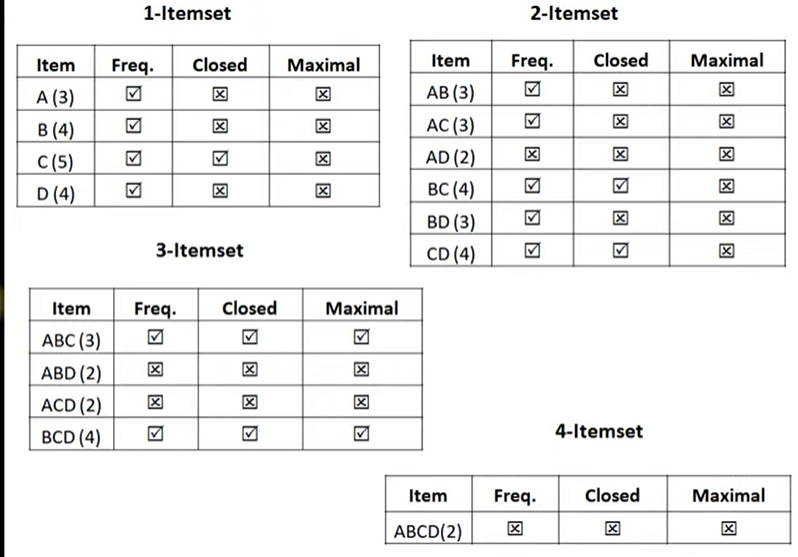 1-Itemset
Item Freq. Closed Maximal
A (3) ☑ ☒ ☒
B (4) ☑ ☒ ☒
C (5) ☑ ☑ ☒
D (4) ☑ ☒ ☒
2-Itemset
Item Freq. Closed Maximal
AB (3) ☑ ☒ ☒
AC (3) ☑ ☒ ☒
AD (2) ☒ ☒ ☒
BC (4) ☑ ☑ ☒
BD (3) ☑ ☒ ☒
CD (4) ☑ ☑ ☒
3-Itemset
Item Freq. Closed Maximal
ABC (3) ☑ ☑ ☑
ABD (2) ☒ ☒ ☒
ACD (2) ☒ ☒ ☒
BCD (4) ☑ ☑ ☑
4-Itemset
Item Freq. Closed Maximal
ABCD(2) ☒ ☒ ☒